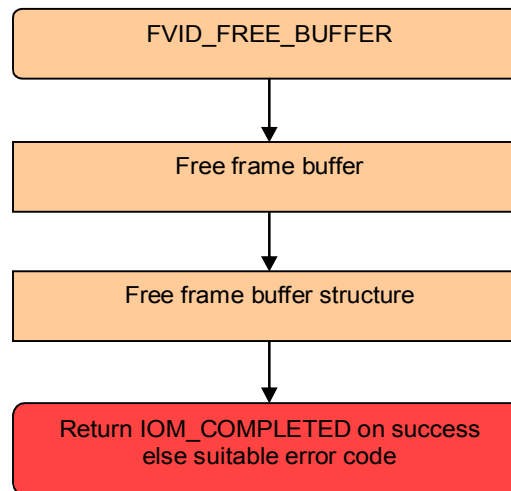 FVID_FREE_BUFFER
Free frame buffer
Free frame buffer structure
Return IOM_COMPLETED on success
else suitable error code